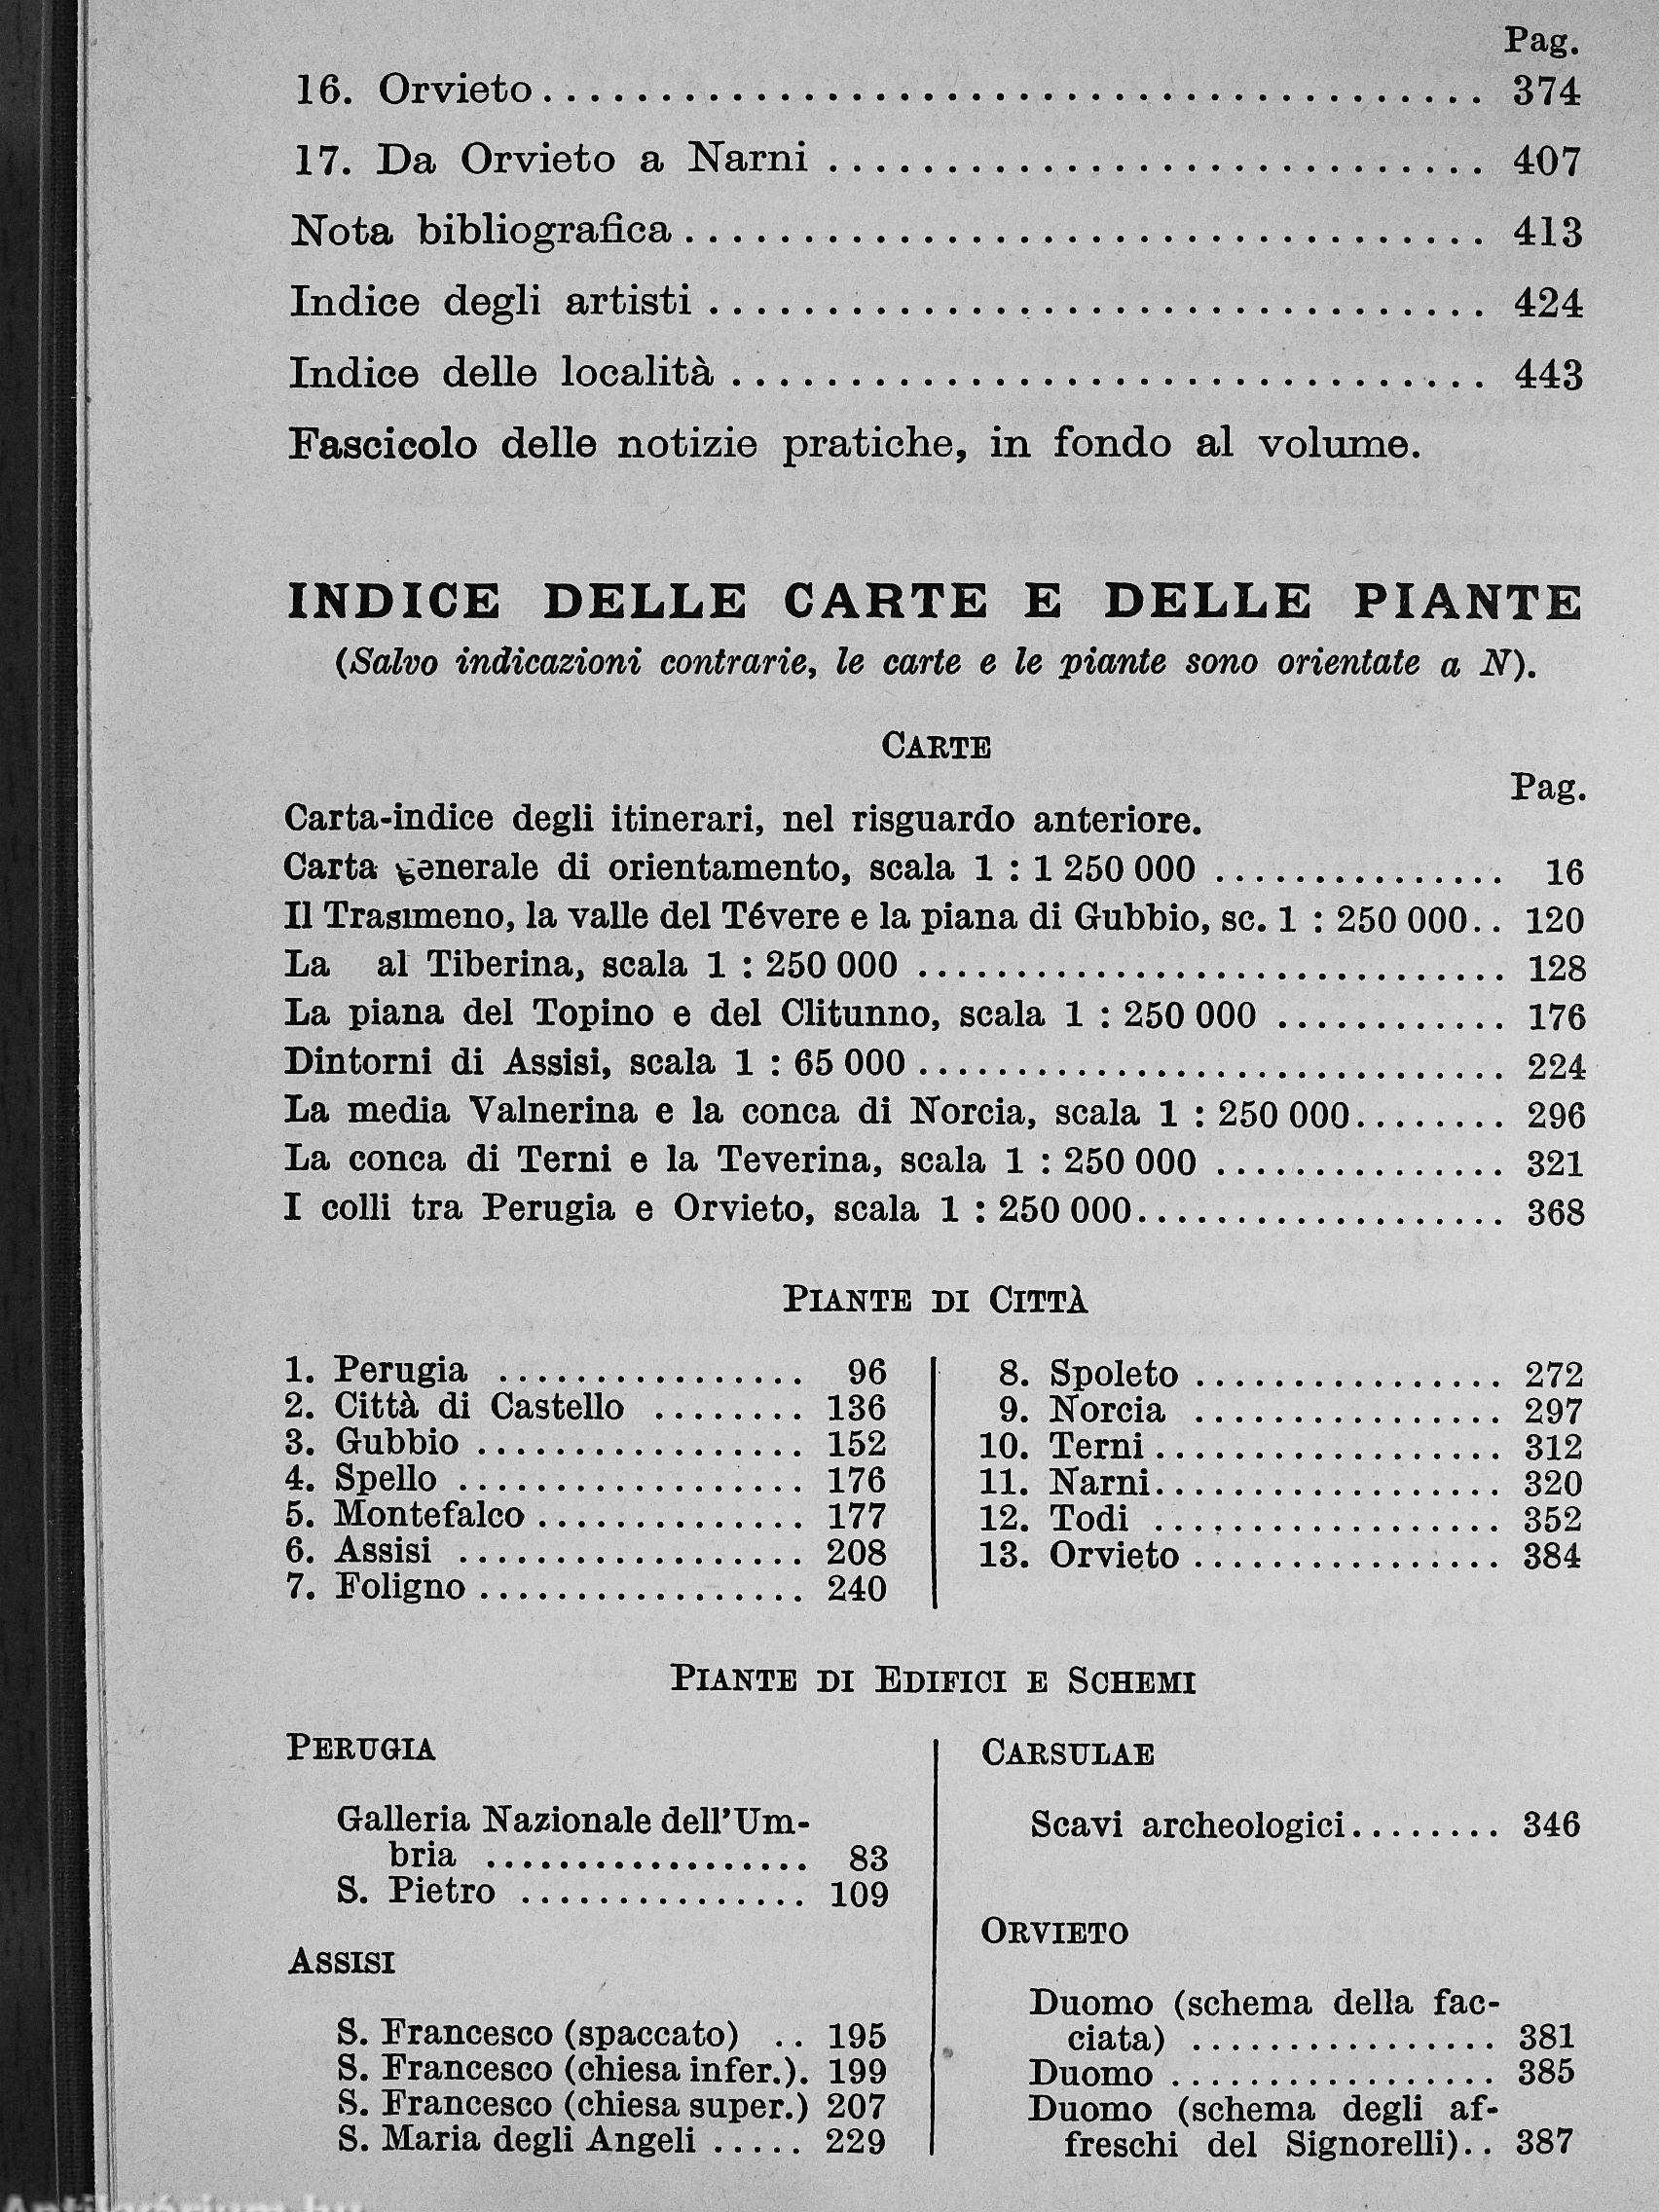 Pag.
16. Orvieto ........................................ 374
17. Da Orvieto a Narni ............................ 407
Nota bibliografica .................................. 413
Indice degli artisti ................................. 424
Indice delle località ................................ 443
Fascicolo delle notizie pratiche, in fondo al volume.
INDICE DELLE CARTE E DELLE PIANTE
(Salvo indicazioni contrarie, le carte e le piante sono orientate a N).
CARTE
Pag.
Carta-indice degli itinerari, nel risguardo anteriore.
Carta generale di orientamento, scala 1 : 1 250 000 ............... 16
Il Trasimeno, la valle del Tévere e la piana di Gubbio, sc. 1 : 250 000.. 120
La al Tiberina, scala 1 : 250 000 .............................. 128
La piana del Topino e del Clitunno, scala 1 : 250 000 ............ 176
Dintorni di Assisi, scala 1 : 65 000 .............................. 224
La media Valnerina e la conca di Norcia, scala 1 : 250 000........ 296
La conca di Terni e la Teverina, scala 1 : 250 000 ............... 321
I colli tra Perugia e Orvieto, scala 1 : 250 000................... 368
PIANTE DI CITTÀ
1. Perugia ................ 96
2. Città di Castello ........ 136
3. Gubbio ................. 152
4. Spello .................. 176
5. Montefalco .............. 177
6. Assisi .................. 208
7. Foligno ................. 240
8. Spoleto ................ 272
9. Norcia ................ 297
10. Terni .................. 312
11. Narni.................. 320
12. Todi .................. 352
13. Orvieto ................ 384
PIANTE DI EDIFICI E SCHEMI
PERUGIA
Galleria Nazionale dell'Um-
bria .................. 83
S. Pietro ............... 109
ASSISI
S. Francesco (spaccato) .. 195
S. Francesco (chiesa infer.). 199
S. Francesco (chiesa super.) 207
S. Maria degli Angeli ..... 229
CARSULAE
Scavi archeologici........ 346
ORVIETO
Duomo (schema della fac-
ciata) ................ 381
Duomo ................. 385
Duomo (schema degli af-
freschi del Signorelli).. 387